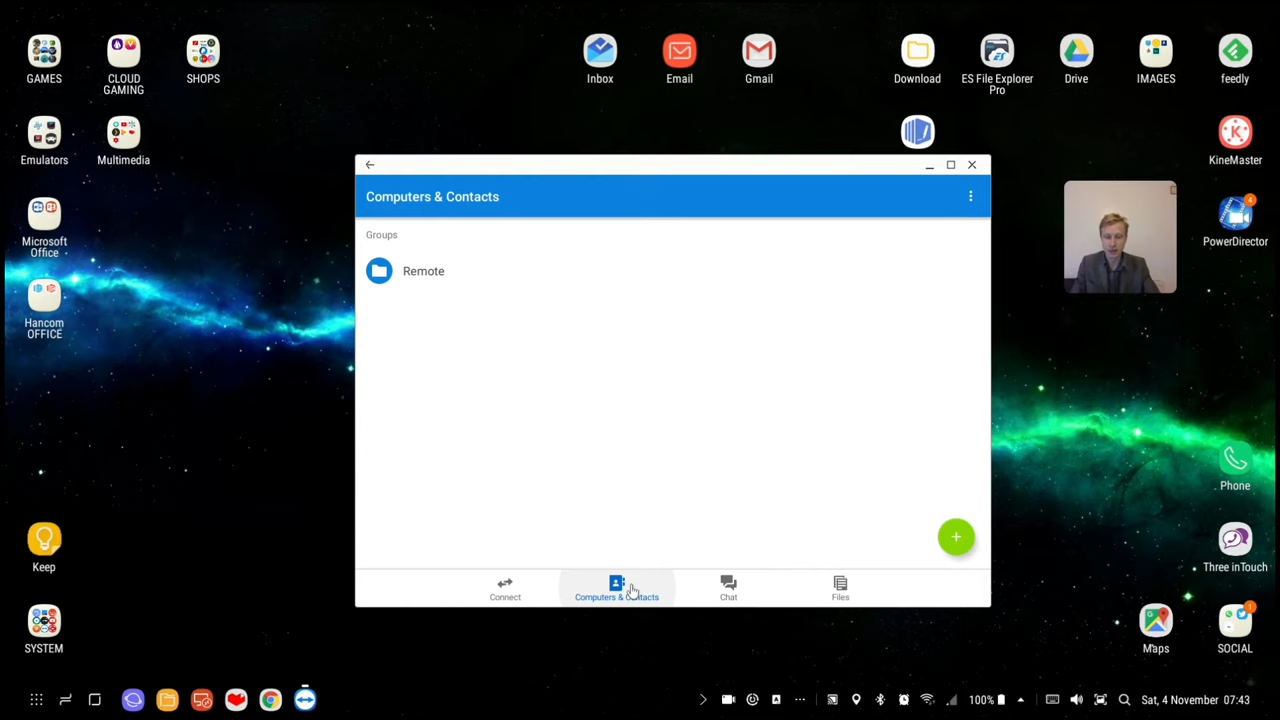 GAMES
CLOUD
GAMING
SHOPS
Inbox
Email
Gmail
Download
ES File Explorer
Pro
Drive
IMAGES
feedly
Emulators
Multimedia
KineMaster
Computers & Contacts
Groups
Remote
Microsoft
Office
4
PowerDirector
Hancom
OFFICE
Phone
Keep
Three inTouch
Connect
Computers & Contacts
Chat
Files
SYSTEM
Maps
1
SOCIAL
A
100%
Sat, 4 November
07:43